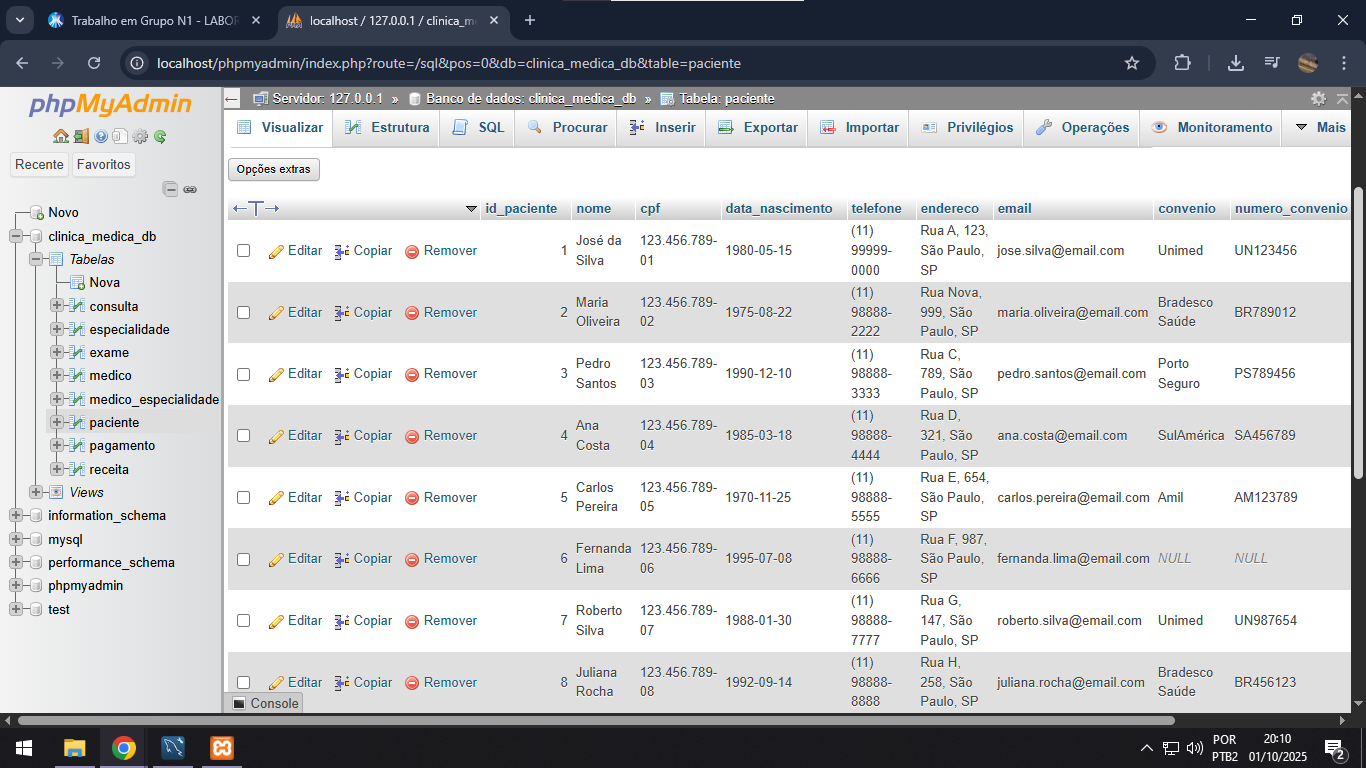 Trabalho em Grupo N1 - LABOR
localhost / 127.0.0.1 / clinica_me
localhost/phpmyadmin/index.php?route=/sql&pos=0&db=clinica_medica_db&table=paciente
phpMyAdmin
Recente Favoritos
Novo
clinica_medica_db
Tabelas
Nova
consulta
especialidade
exame
medico
medico_especialidade
paciente
pagamento
receita
Views
information_schema
mysql
performance_schema
phpmyadmin
test
Servidor: 127.0.0.1 » Banco de dados: clinica_medica_db » Tabela: paciente
Visualizar Estrutura SQL Procurar Inserir Exportar Importar Privilégios Operações Monitoramento Mais
Opções extras
id_paciente nome cpf data_nascimento telefone endereco email convenio numero_convenio
Editar Copiar Remover 1 José da Silva 123.456.789-01 1980-05-15 (11) 99999-0000 Rua A, 123, São Paulo, SP jose.silva@email.com Unimed UN123456
Editar Copiar Remover 2 Maria Oliveira 123.456.789-02 1975-08-22 (11) 98888-2222 Rua Nova, 999, São Paulo, SP maria.oliveira@email.com Bradesco Saúde BR789012
Editar Copiar Remover 3 Pedro Santos 123.456.789-03 1990-12-10 (11) 98888-3333 Rua C, 789, São Paulo, SP pedro.santos@email.com Porto Seguro PS789456
Editar Copiar Remover 4 Ana Costa 123.456.789-04 1985-03-18 (11) 98888-4444 Rua D, 321, São Paulo, SP ana.costa@email.com SulAmérica SA456789
Editar Copiar Remover 5 Carlos Pereira 123.456.789-05 1970-11-25 (11) 98888-5555 Rua E, 654, São Paulo, SP carlos.pereira@email.com Amil AM123789
Editar Copiar Remover 6 Fernanda Lima 123.456.789-06 1995-07-08 (11) 98888-6666 Rua F, 987, São Paulo, SP fernanda.lima@email.com NULL NULL
Editar Copiar Remover 7 Roberto Silva 123.456.789-07 1988-01-30 (11) 98888-7777 Rua G, 147, São Paulo, SP roberto.silva@email.com Unimed UN987654
Editar Copiar Remover 8 Juliana Rocha 123.456.789-08 1992-09-14 (11) 98888-8888 Rua H, 258, São Paulo, SP juliana.rocha@email.com Bradesco Saúde BR456123
Console
POR
PTB2
20:10
01/10/2025
2